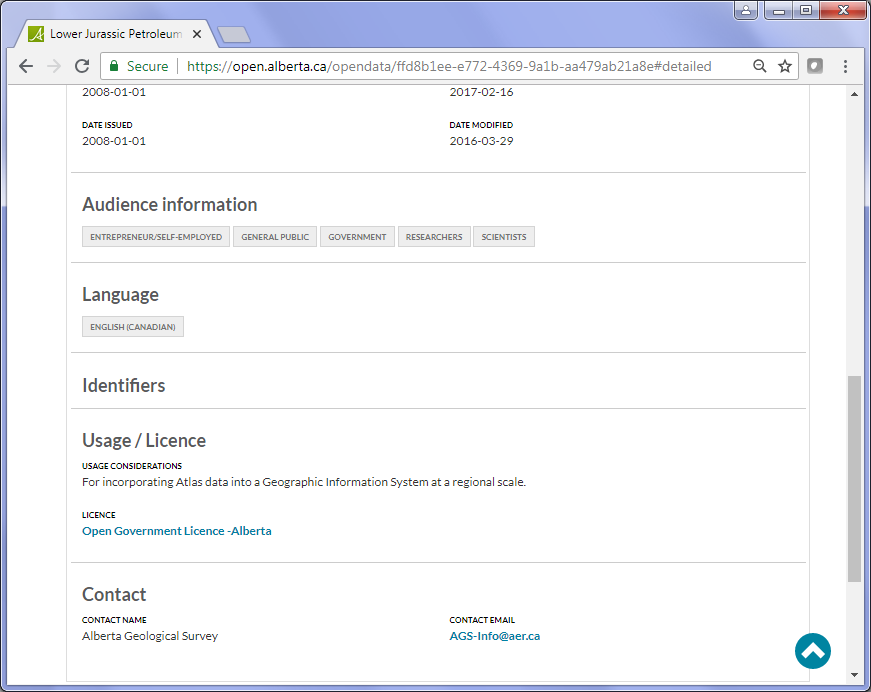 Lower Jurassic Petroleum
Secure https://open.alberta.ca/opendata/ffd8b1ee-e772-4369-9a1b-aa479ab21a8e#detailed
2008-01-01 2017-02-16
DATE ISSUED DATE MODIFIED
2008-01-01 2016-03-29
Audience information
ENTREPRENEUR/SELF-EMPLOYED GENERAL PUBLIC GOVERNMENT RESEARCHERS SCIENTISTS
Language
ENGLISH (CANADIAN)
Identifiers
Usage / Licence
USAGE CONSIDERATIONS
For incorporating Atlas data into a Geographic Information System at a regional scale.
LICENCE
Open Government Licence -Alberta
Contact
CONTACT NAME CONTACT EMAIL
Alberta Geological Survey AGS-Info@aer.ca